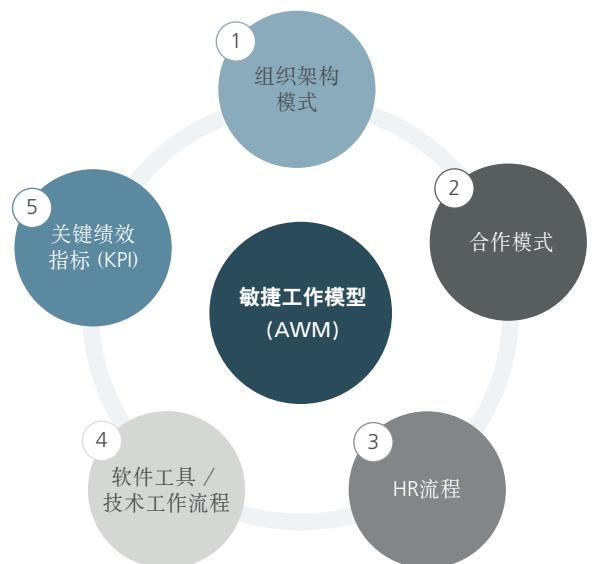 1
组织架构
模式
2
合作模式
5
关键绩效
指标 (KPI)
敏捷工作模型
(AWM)
4
软件工具 /
技术工作流程
3
HR流程